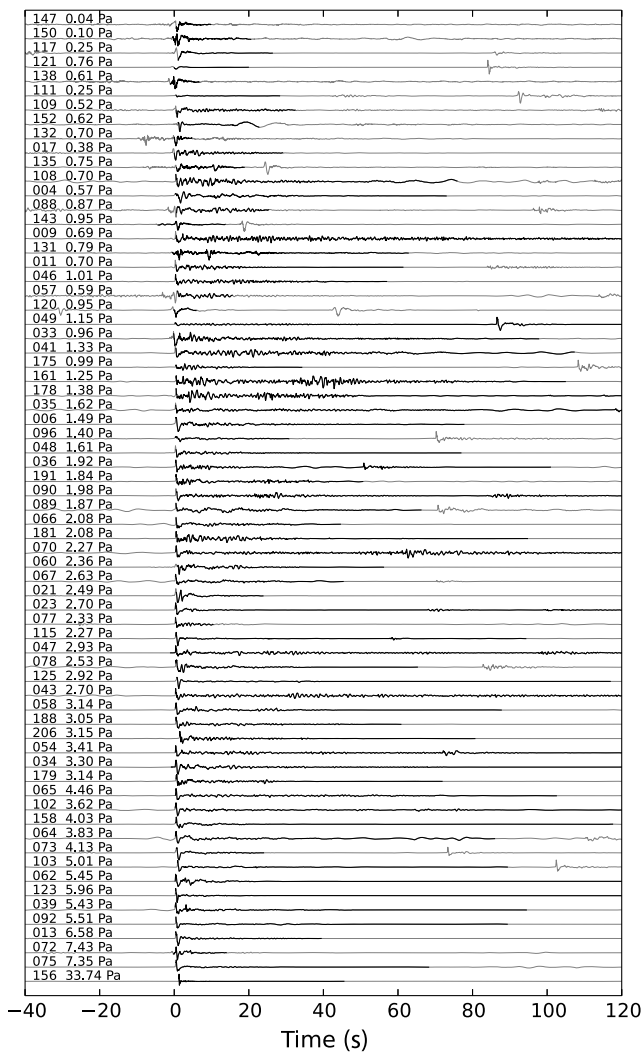 147 0.04 Pa
150 0.10 Pa
117 0.25 Pa
121 0.76 Pa
138 0.61 Pa
111 0.25 Pa
109 0.52 Pa
152 0.62 Pa
132 0.70 Pa
017 0.38 Pa
135 0.75 Pa
108 0.70 Pa
004 0.57 Pa
088 0.87 Pa
143 0.95 Pa
009 0.69 Pa
131 0.79 Pa
011 0.70 Pa
046 1.01 Pa
057 0.59 Pa
120 0.95 Pa
049 1.15 Pa
033 0.96 Pa
041 1.33 Pa
175 0.99 Pa
161 1.25 Pa
178 1.38 Pa
035 1.62 Pa
006 1.49 Pa
096 1.40 Pa
048 1.61 Pa
036 1.92 Pa
191 1.84 Pa
090 1.98 Pa
089 1.87 Pa
066 2.08 Pa
181 2.08 Pa
070 2.27 Pa
060 2.36 Pa
067 2.63 Pa
021 2.49 Pa
023 2.70 Pa
077 2.33 Pa
115 2.27 Pa
047 2.93 Pa
078 2.53 Pa
125 2.92 Pa
043 2.70 Pa
058 3.14 Pa
188 3.05 Pa
206 3.15 Pa
054 3.41 Pa
034 3.30 Pa
179 3.14 Pa
065 4.46 Pa
102 3.62 Pa
158 4.03 Pa
064 3.83 Pa
073 4.13 Pa
103 5.01 Pa
062 5.45 Pa
123 5.96 Pa
039 5.43 Pa
092 5.51 Pa
013 6.58 Pa
072 7.43 Pa
075 7.35 Pa
156 33.74 Pa
−40 −20 0 20 40 60 80 100 120
Time (s)